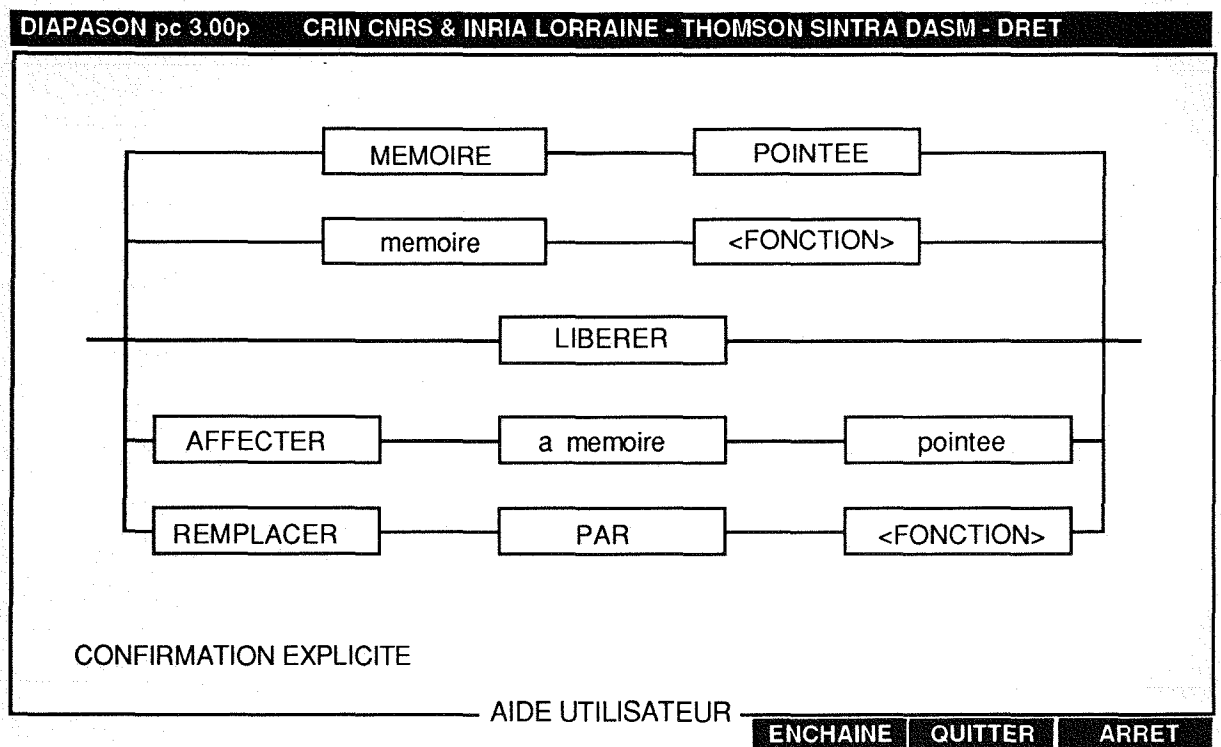 DIAPASON pc 3.00p CRIN CNRS & INRIA LORRAINE - THOMSON SINTRA DASM - DRET
MEMOIRE POINTEE
memoire <FONCTION>
LIBERER
AFFECTER a memoire pointee
REMPLACER PAR <FONCTION>
CONFIRMATION EXPLICITE
AIDE UTILISATEUR
ENCHAINE QUITTER ARRET